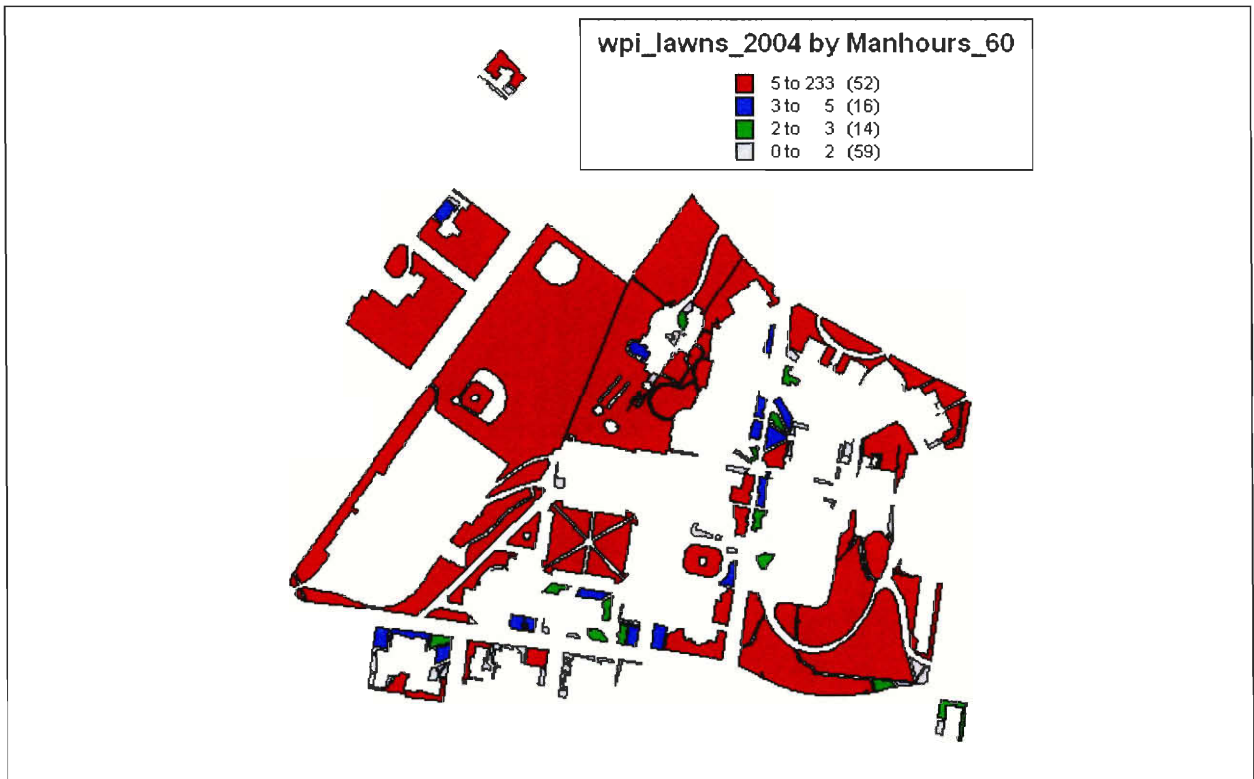 wpi_lawns_2004 by Manhours_60
5 to 233 (52)
3 to 5 (16)
2 to 3 (14)
0 to 2 (59)